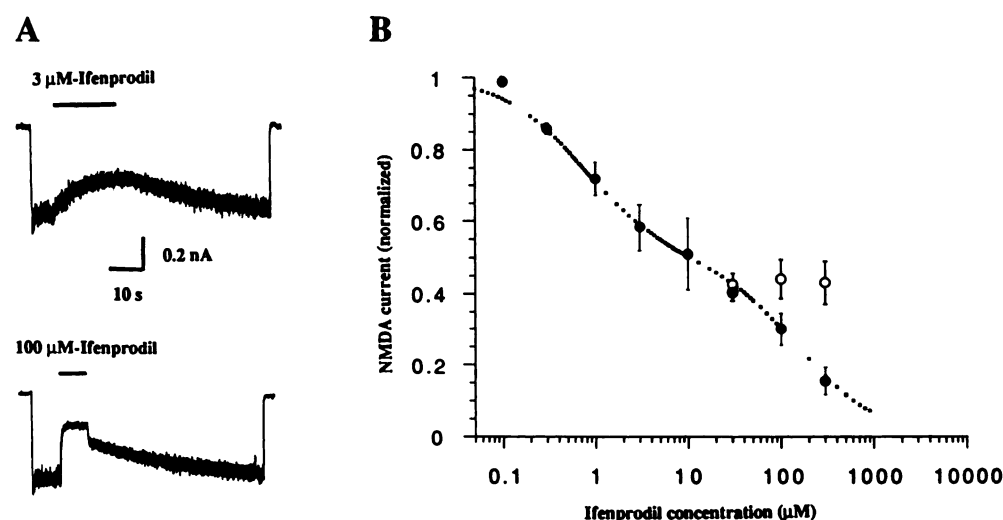 A
3 μM-Ifenprodil
0.2 nA
10 s
100 μM-Ifenprodil
B
NMDA current (normalized)
1
0.8
0.6
0.4
0.2
0
0.1 1 10 100 1000 10000
Ifenprodil concentration (μM)